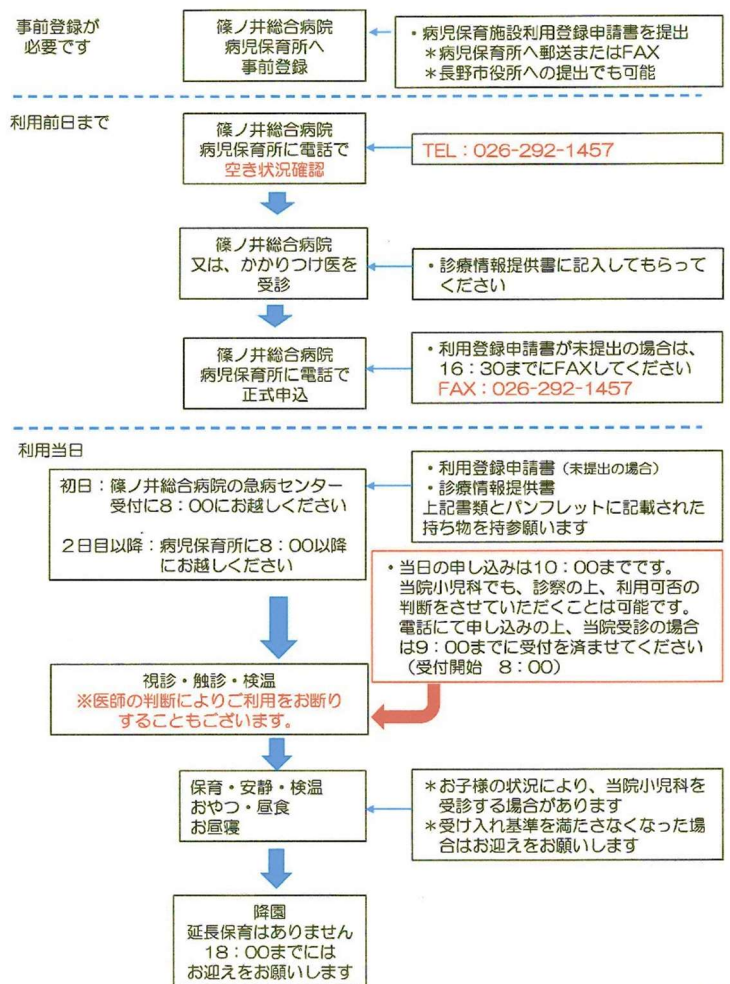 事前登録が
必要です
篠ノ井総合病院
病児保育所へ
事前登録
・病児保育施設利用登録申請書を提出
＊病児保育所へ郵送またはFAX
＊長野市役所への提出でも可能
利用前日まで
篠ノ井総合病院
病児保育所に電話で
空き状況確認
TEL：026-292-1457
篠ノ井総合病院
又は、かかりつけ医を
受診
・診療情報提供書に記入してもらって
ください
篠ノ井総合病院
病児保育所に電話で
正式申込
・利用登録申請書が未提出の場合は、
16：30までにFAXしてください
FAX：026-292-1457
利用当日
初日：篠ノ井総合病院の急病センター
受付に8：00にお越しください
2日目以降：病児保育所に8：00以降
にお越しください
・利用登録申請書（未提出の場合）
・診療情報提供書
上記書類とパンフレットに記載された
持ち物を持参願います
・当日の申し込みは10：00までです。
当院小児科でも、診察の上、利用可否の
判断をさせていただくことは可能です。
電話にて申し込みの上、当院受診の場合
は9：00までに受付を済ませてください
（受付開始　8：00）
視診・触診・検温
※医師の判断によりご利用をお断り
することもございます。
保育・安静・検温
おやつ・昼食
お昼寝
＊お子様の状況により、当院小児科を
受診する場合があります
＊受け入れ基準を満たさなくなった場
合はお迎えをお願いします
降園
延長保育はありません
18：00までには
お迎えをお願いします